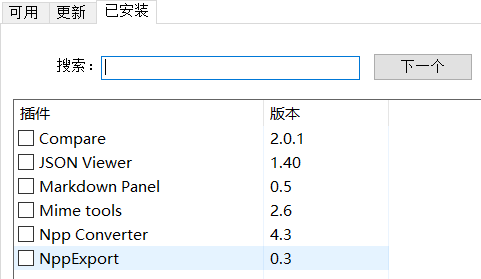 可用 更新 已安装
搜索： 下一个
插件 版本
Compare 2.0.1
JSON Viewer 1.40
Markdown Panel 0.5
Mime tools 2.6
Npp Converter 4.3
NppExport 0.3